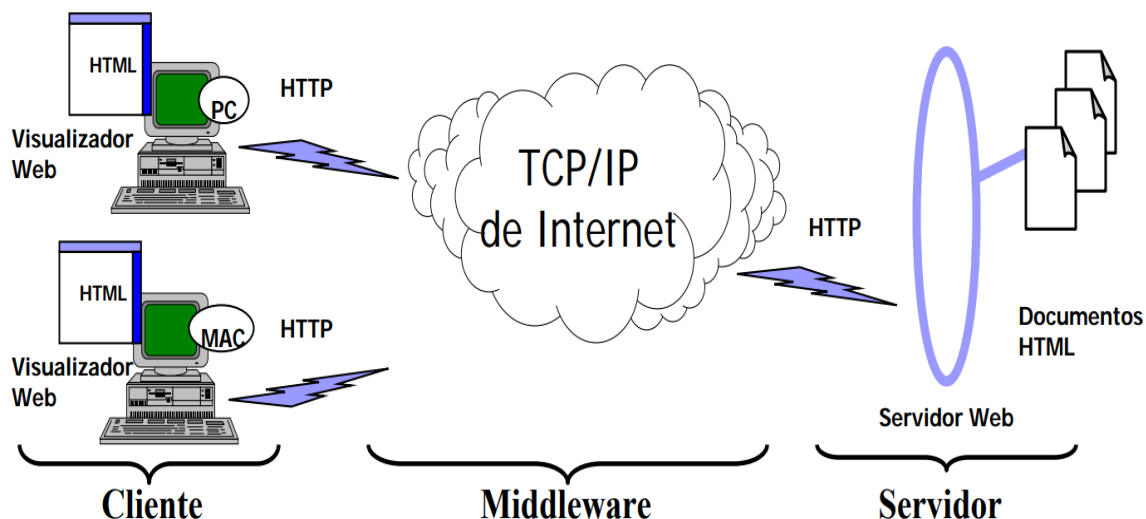 HTML
PC
HTTP
Visualizador
Web
TCP/IP
de Internet
HTTP
HTML
MAC
HTTP
Visualizador
Web
Documentos
HTML
Servidor Web
Cliente
Middleware
Servidor